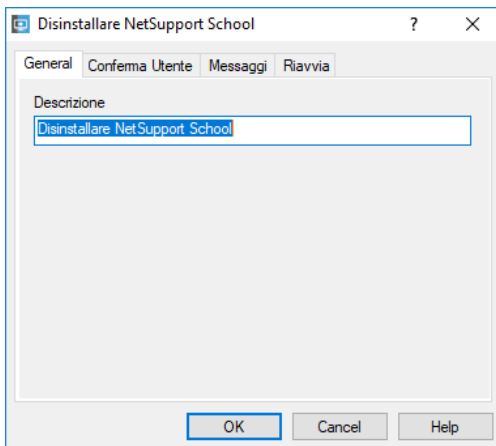 Disinstallare NetSupport School
?
General Conferma Utente Messaggi Riavvia
Descrizione
Disinstallare NetSupport School
OK Cancel Help